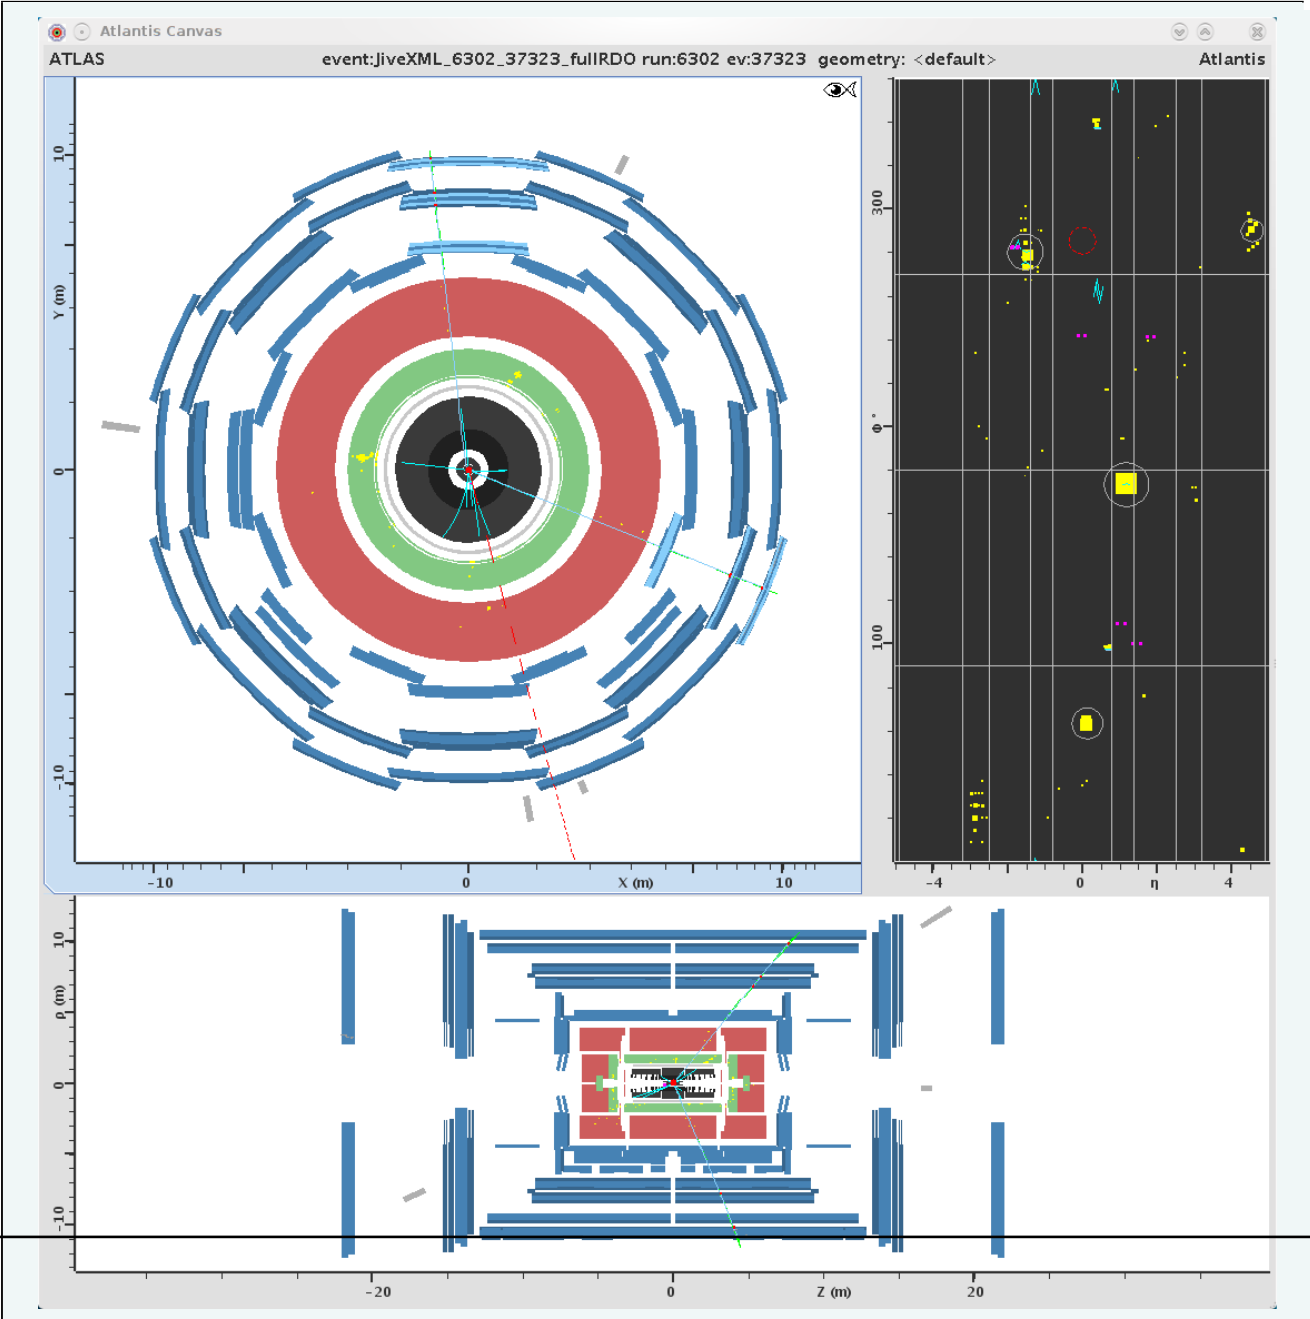 Atlantis Canvas
ATLAS event:JiveXML_6302_37323_fullRDO run:6302 ev:37323 geometry: <default> Atlantis
10
Y (m)
0
-10
-10 0 X (m) 10
300
Φ°
100
-4 0 η 4
10
ρ (m)
0
-10
-20 0 Z (m) 20